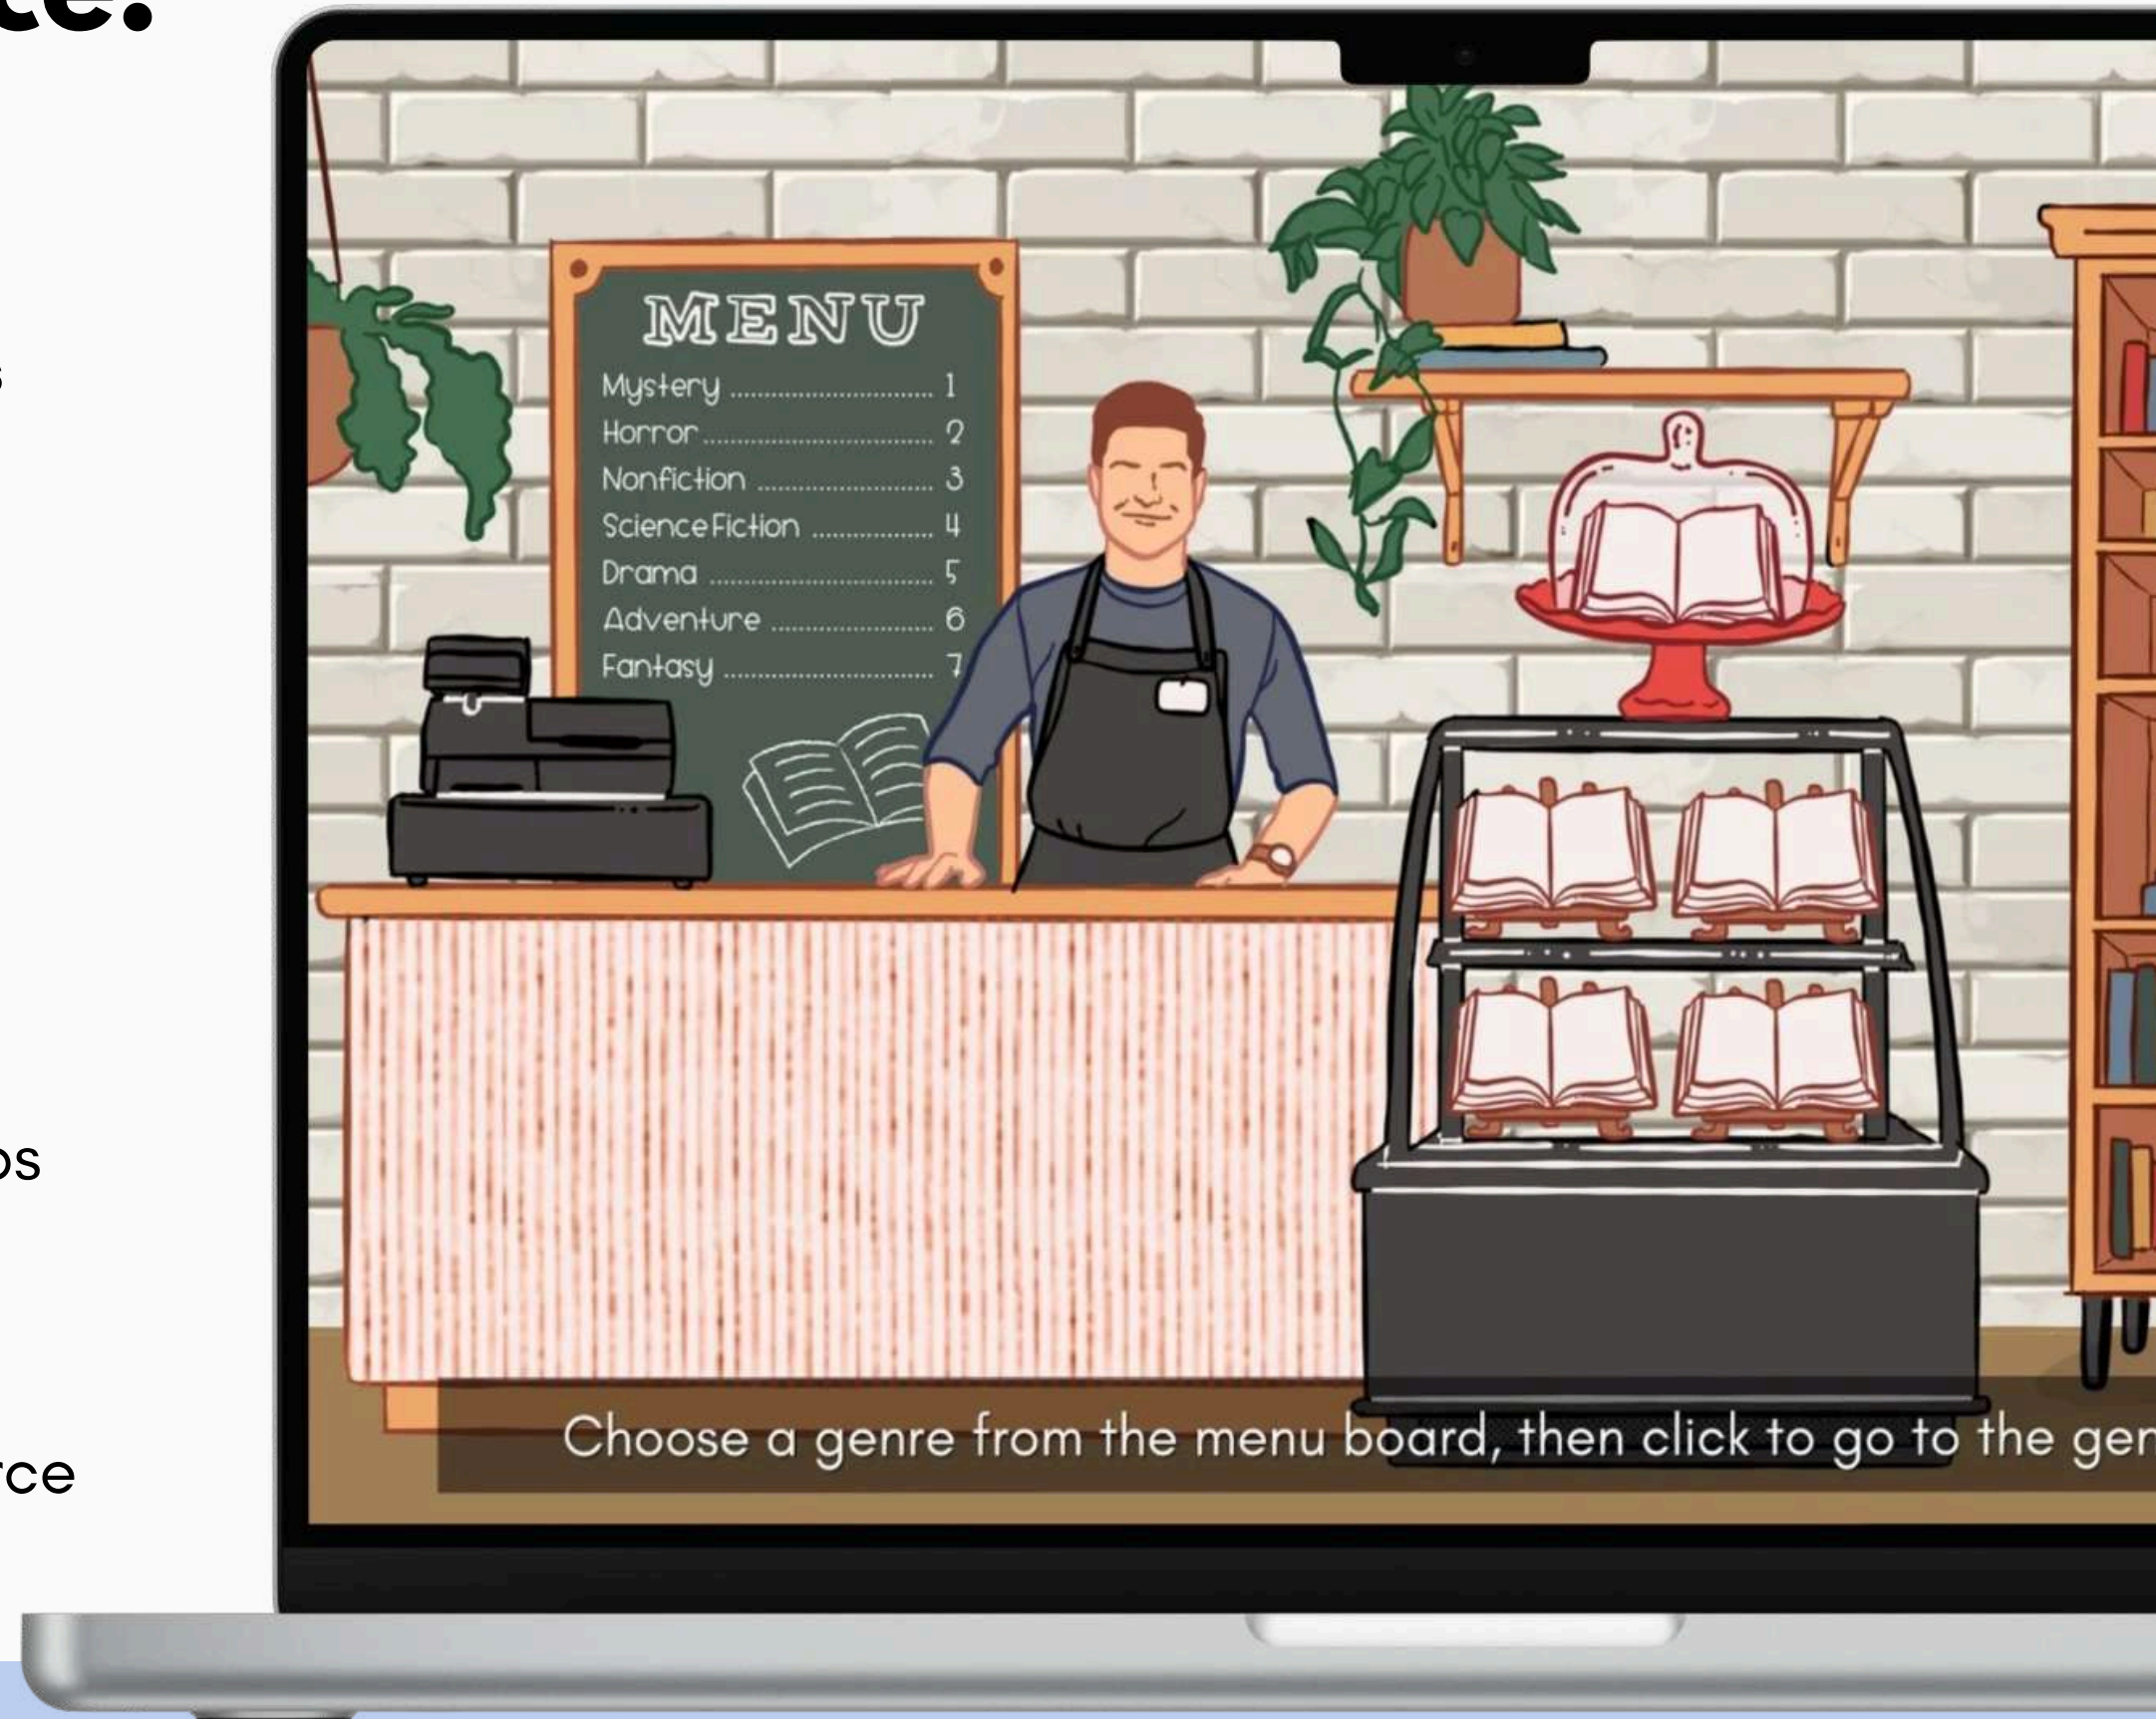 MENU
Mystery ............................ 1
Horror ................................ 2
Nonfiction ........................ 3
Science Fiction ................ 4
Drama .............................. 5
Adventure ...................... 6
Fantasy ............................ 7
Choose a genre from the menu board, then click to go to the